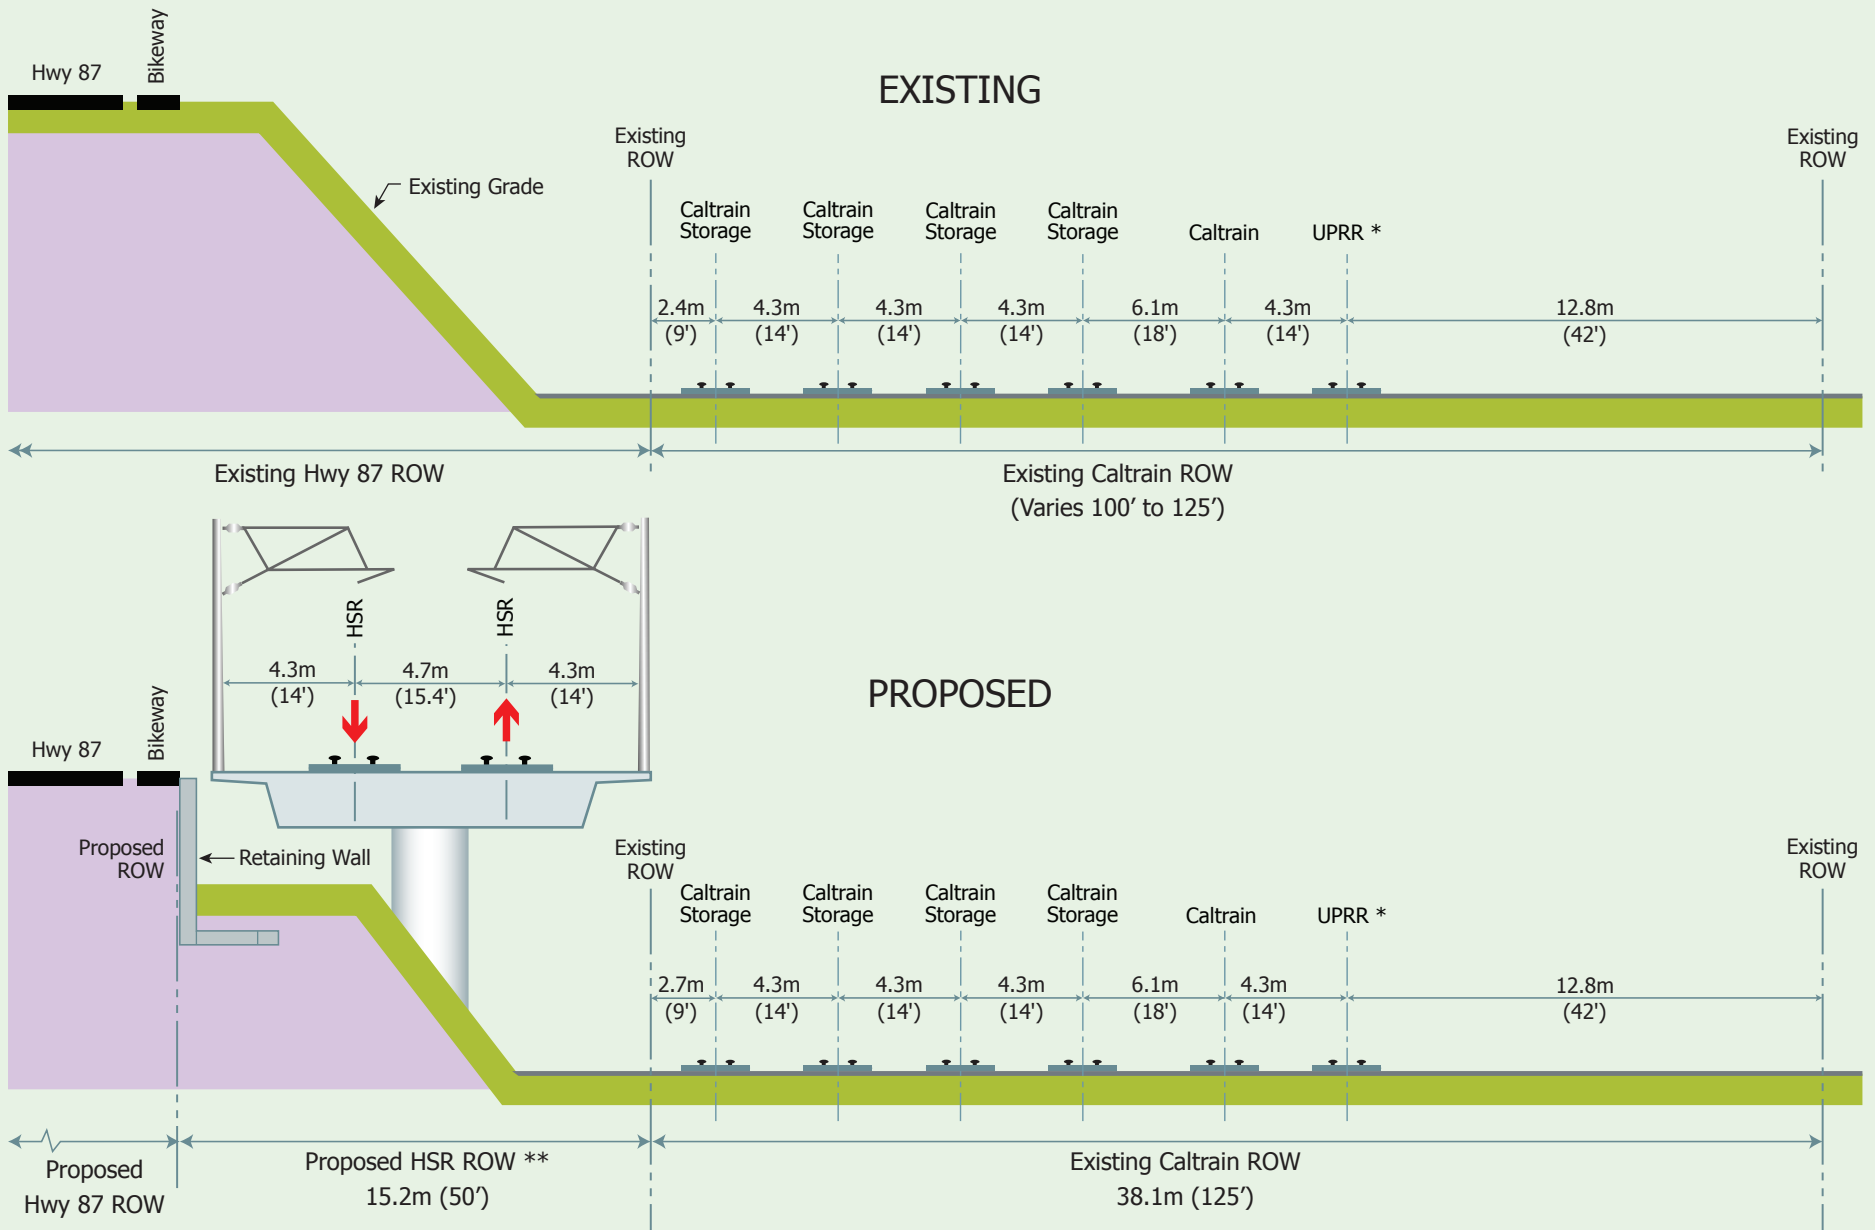 EXISTING
Hwy 87
Bikeway
Existing Grade
Existing
ROW
Existing
ROW
Caltrain
Storage
Caltrain
Storage
Caltrain
Storage
Caltrain
Storage
Caltrain
UPRR *
2.4m
(9')
4.3m
(14')
4.3m
(14')
4.3m
(14')
6.1m
(18')
4.3m
(14')
12.8m
(42')
Existing Hwy 87 ROW
Existing Caltrain ROW
(Varies 100’ to 125’)
PROPOSED
HSR
HSR
4.3m
(14')
4.7m
(15.4')
4.3m
(14')
Hwy 87
Bikeway
Proposed
ROW
Retaining Wall
Existing
ROW
Existing
ROW
Caltrain
Storage
Caltrain
Storage
Caltrain
Storage
Caltrain
Storage
Caltrain
UPRR *
2.7m
(9')
4.3m
(14')
4.3m
(14')
4.3m
(14')
6.1m
(18')
4.3m
(14')
12.8m
(42')
Proposed
Hwy 87 ROW
Proposed HSR ROW **
15.2m (50’)
Existing Caltrain ROW
38.1m (125’)